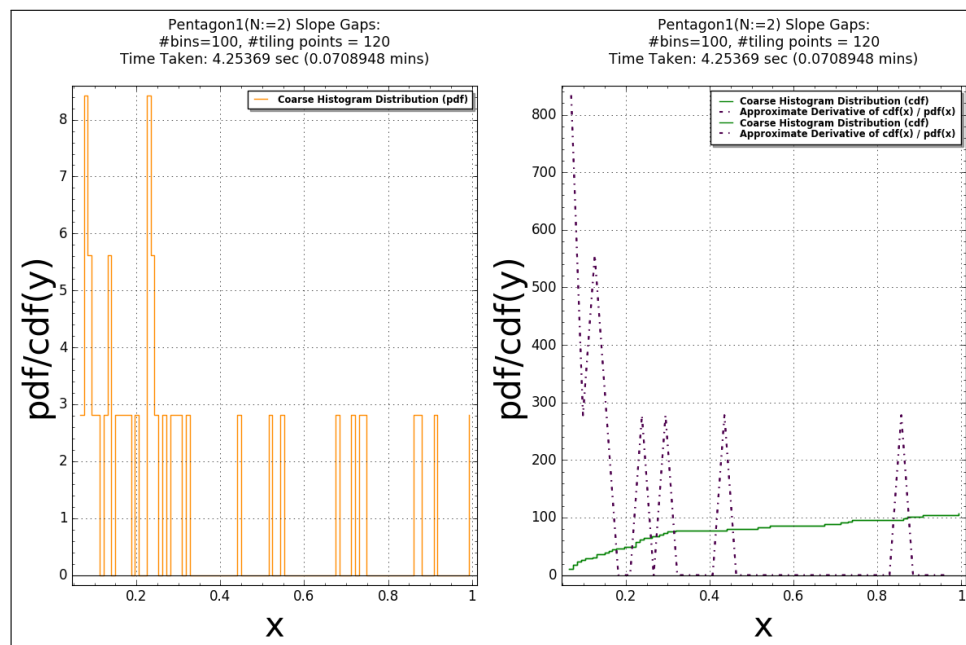 Pentagon1(N:=2) Slope Gaps:
#bins=100, #tiling points = 120
Time Taken: 4.25369 sec (0.0708948 mins)
Coarse Histogram Distribution (pdf)
8
7
6
5
4
3
2
1
0
pdf/cdf(y)
0.2
0.4
0.6
0.8
1
x
Pentagon1(N:=2) Slope Gaps:
#bins=100, #tiling points = 120
Time Taken: 4.25369 sec (0.0708948 mins)
Coarse Histogram Distribution (cdf)
Approximate Derivative of cdf(x) / pdf(x)
Coarse Histogram Distribution (cdf)
Approximate Derivative of cdf(x) / pdf(x)
800
700
600
500
400
300
200
100
0
pdf/cdf(y)
0.2
0.4
0.6
0.8
1
x